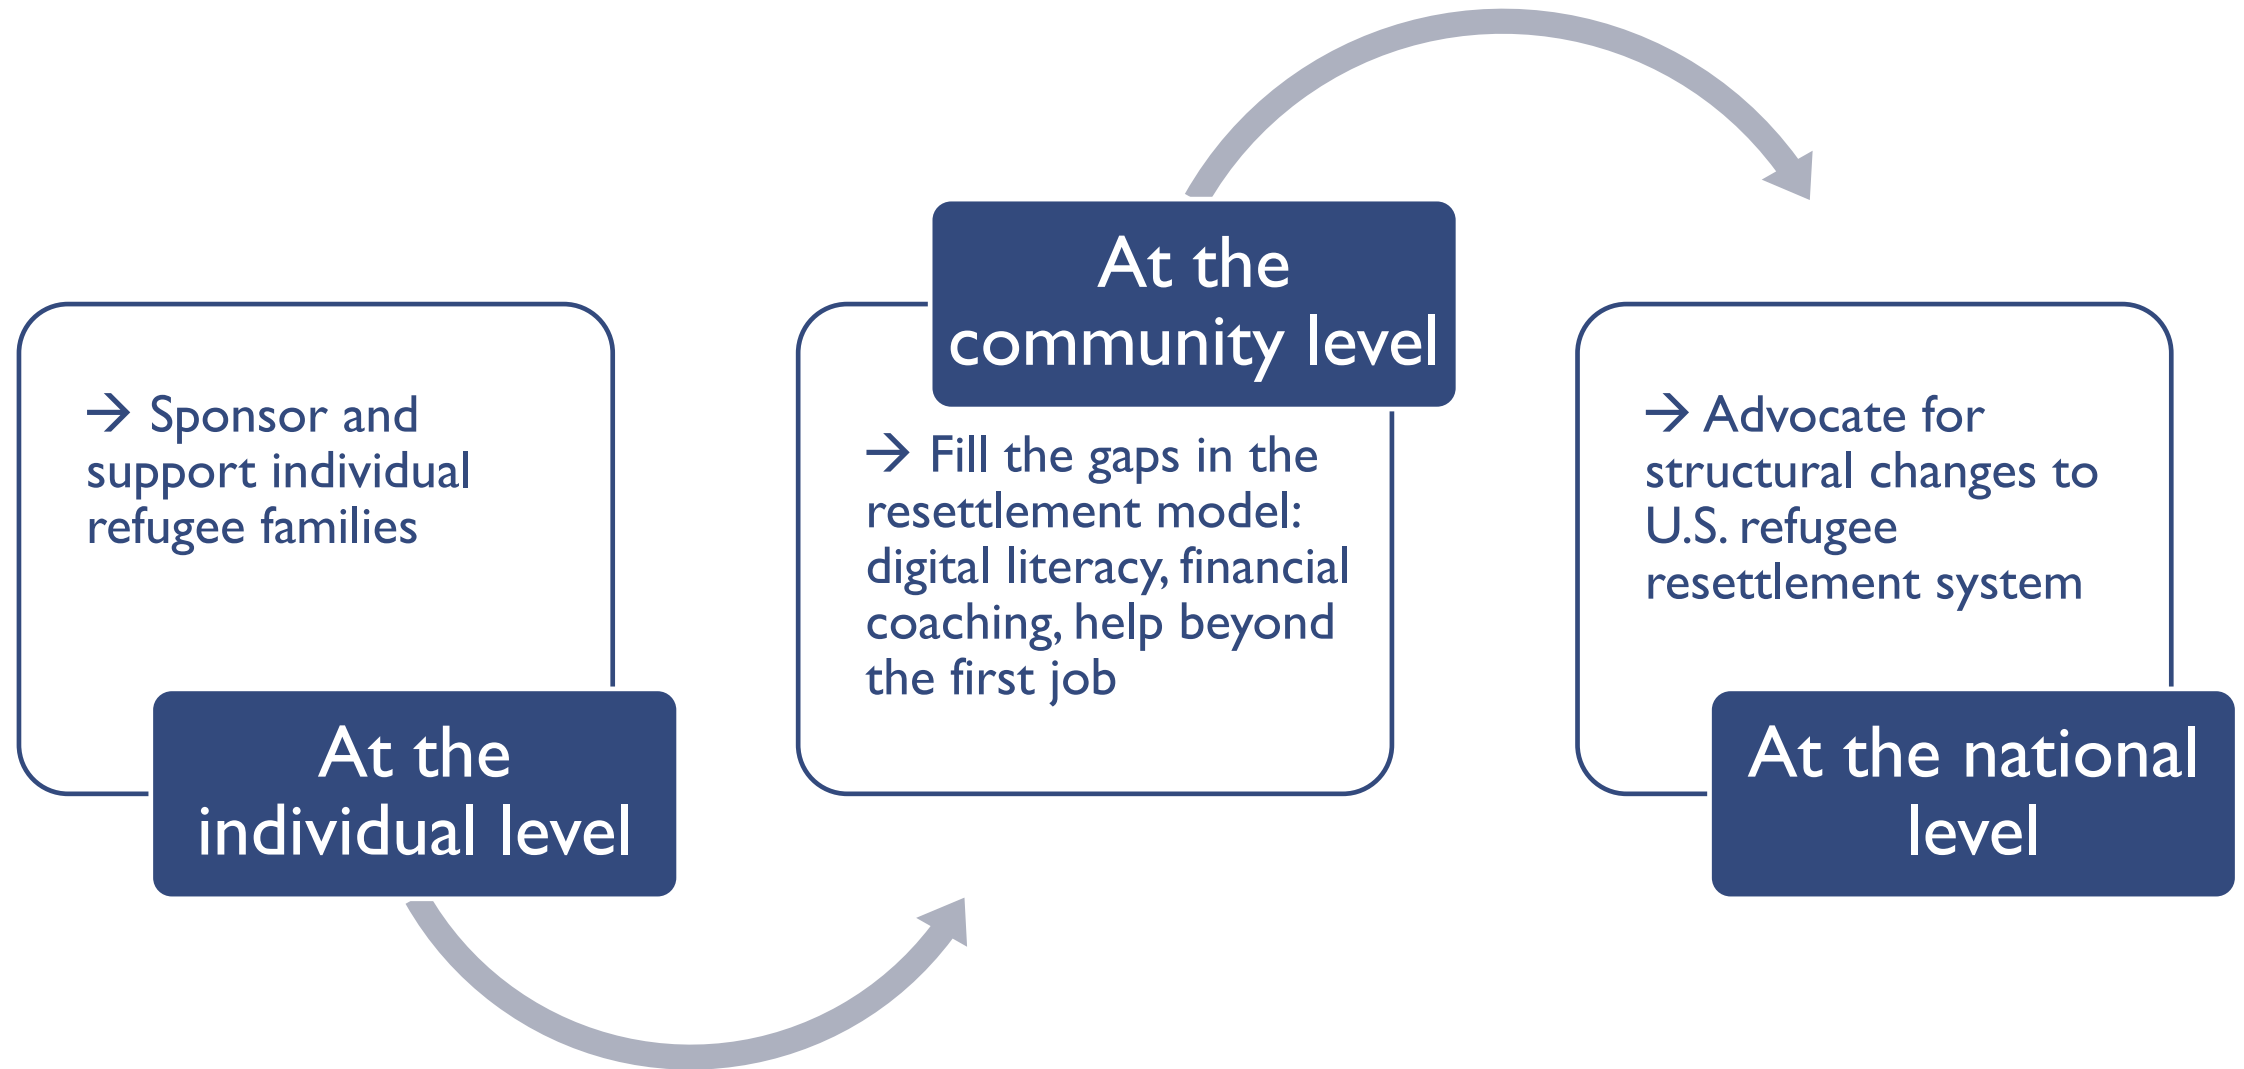 → Sponsor and
support individual
refugee families
At the
individual level
At the
community level
→ Fill the gaps in the
resettlement model:
digital literacy, financial
coaching, help beyond
the first job
→ Advocate for
structural changes to
U.S. refugee
resettlement system
At the national
level